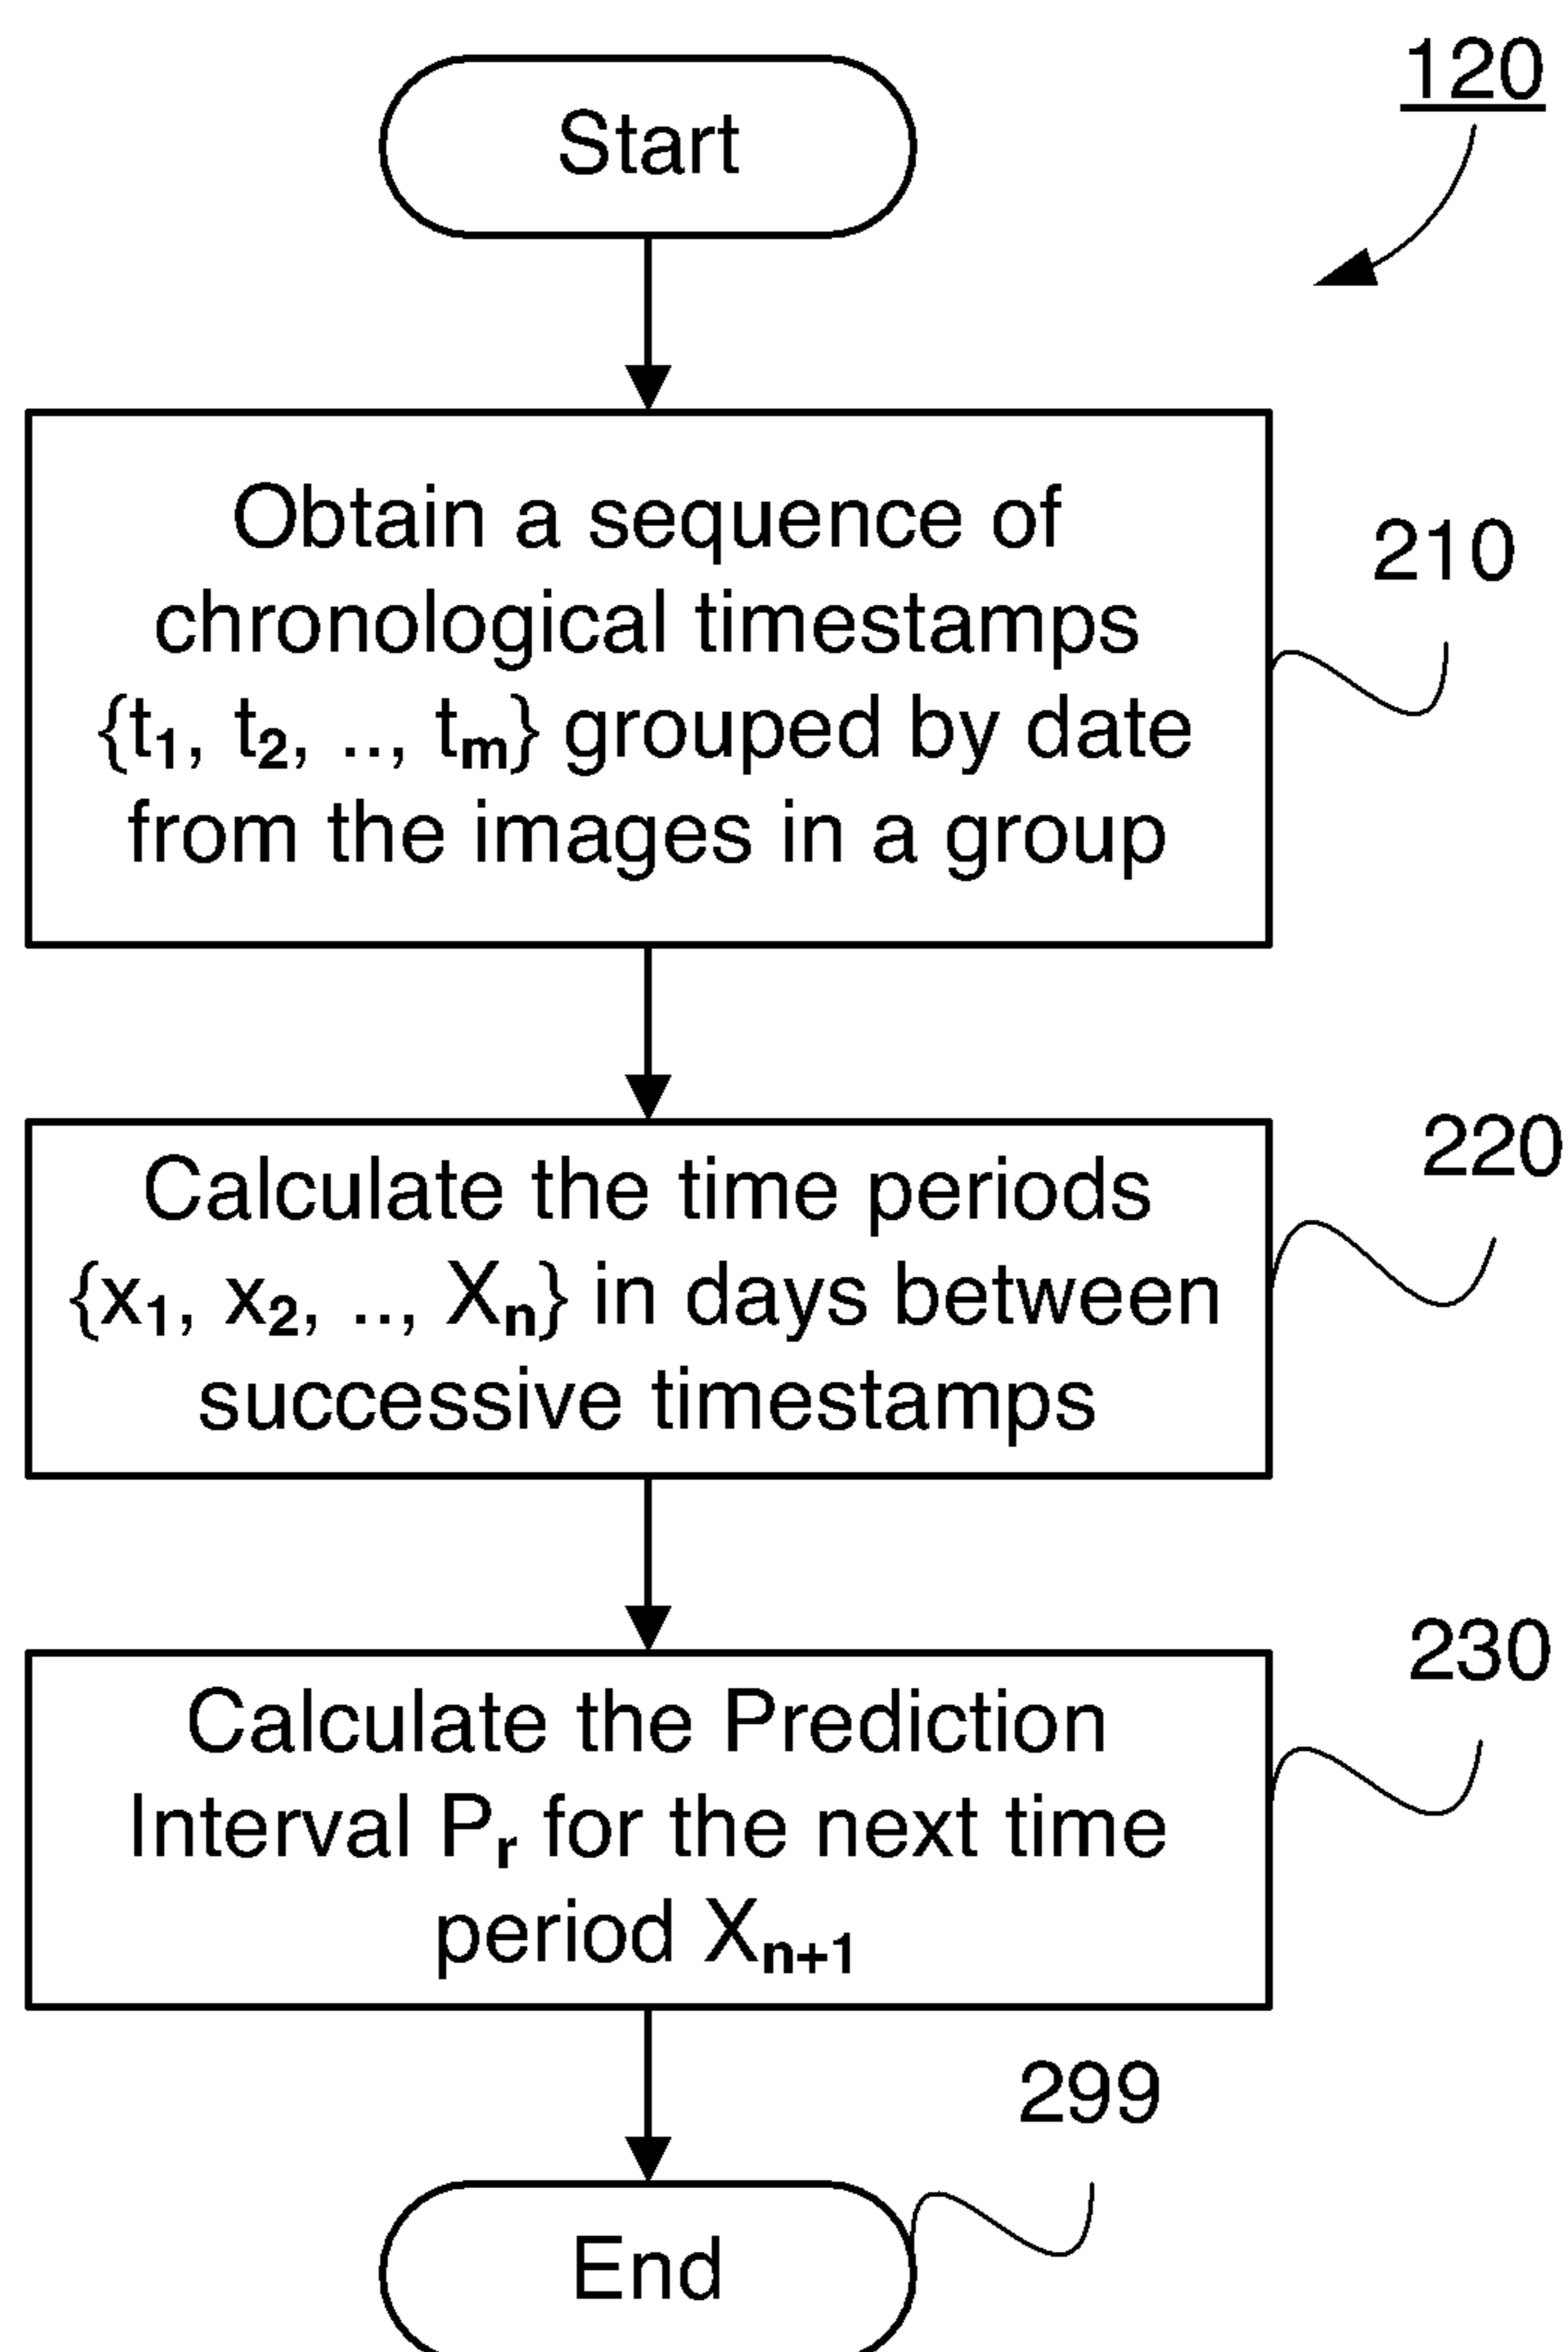 120
Start
Obtain a sequence of
chronological timestamps
{t₁, t₂, .., tₘ} grouped by date
from the images in a group
210
Calculate the time periods
{x₁, x₂, .., Xₙ} in days between
successive timestamps
220
Calculate the Prediction
Interval Pᵣ for the next time
period Xₙ₊₁
230
299
End